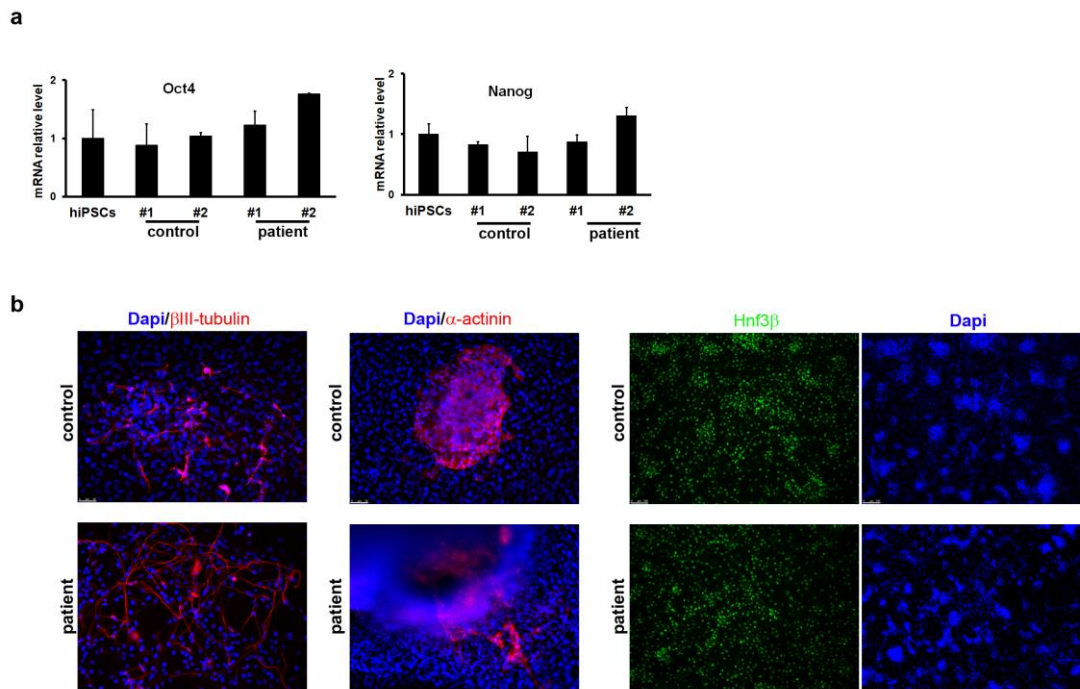 a
Oct4
Nanog
mRNA relative level
2
1
0
mRNA relative level
2
1
0
hiPSCs #1 #2 #1 #2
control patient
hiPSCs #1 #2 #1 #2
control patient
b
Dapi/βIII-tubulin
Dapi/α-actinin
Hnf3β
Dapi
control
control
control
patient
patient
patient